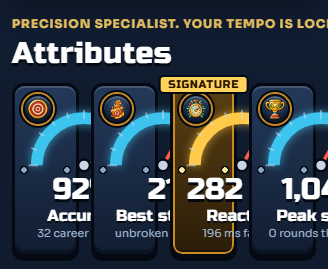 PRECISION SPECIALIST. YOUR TEMPO IS LOC
Attributes
SIGNATURE
92 2 282 1,04
Accur Best st React Peak s
32 career unbroken 196 ms fa 0 rounds t